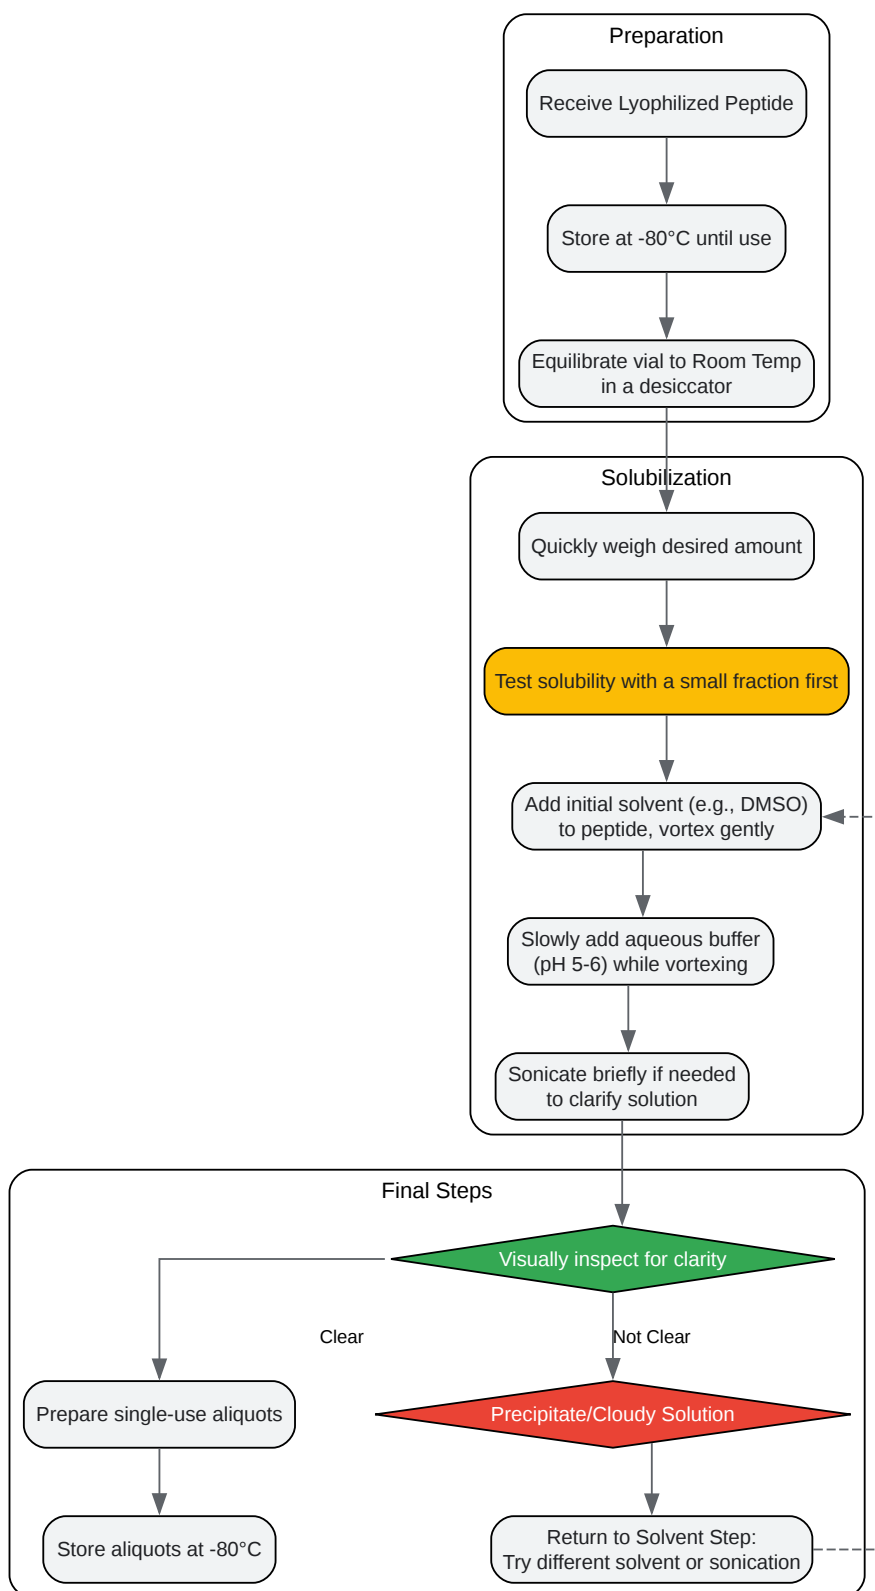 Preparation
Receive Lyophilized Peptide
Store at -80°C until use
Equilibrate vial to Room Temp
in a desiccator
Solubilization
Quickly weigh desired amount
Test solubility with a small fraction first
Add initial solvent (e.g., DMSO)
to peptide, vortex gently
Slowly add aqueous buffer
(pH 5-6) while vortexing
Sonicate briefly if needed
to clarify solution
Final Steps
Visually inspect for clarity
Clear
Not Clear
Prepare single-use aliquots
Precipitate/Cloudy Solution
Store aliquots at -80°C
Return to Solvent Step:
Try different solvent or sonication